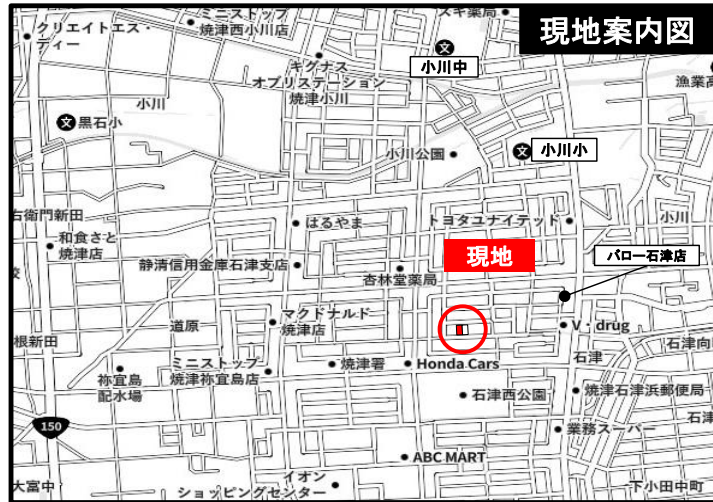 現地案内図
ミニストップ
焼津西小川店
スギ薬局
クリエイトエス・
ディー
キグナス
オブリステーション
焼津小川
小川中
漁業高
小川
文
黒石小
文
小川公園
文
小川小
右衛門新田
和食さと
焼津店
はるやま
トヨタユナイテッド
小川
静清信用金庫石津支店
杏林堂薬局
現地
バロー石津店
マクドナルド
焼津店
道原
根新田
V・drug
石津
石津向
祢宜島
配水場
ミニストップ
焼津祢宜島店
焼津署
Honda Cars
石津西公園
焼津石津浜郵便局
150
業務スーパー
石津
ABC MART
大富中
イオン
ショッピングセンター
下小田中町